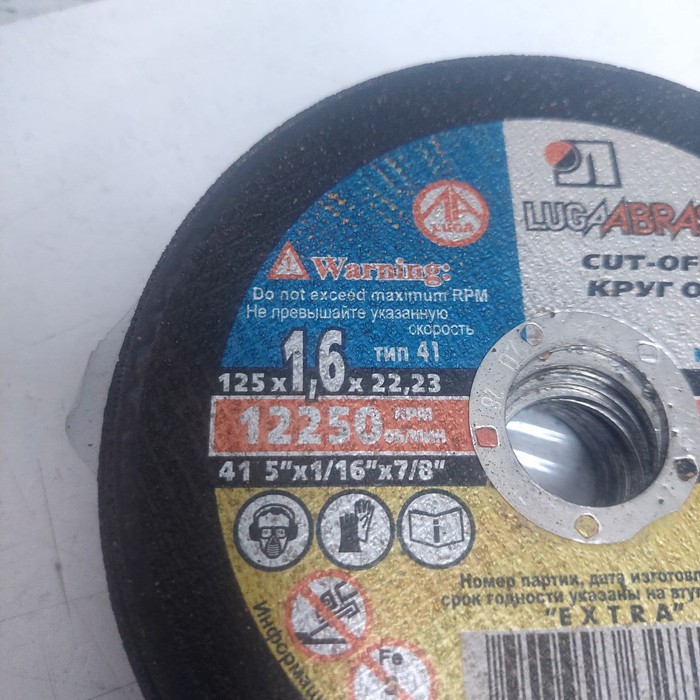 LUGA
LUGAABRA
CUT-OF
КРУГ О
Warning:
Do not exceed maximum RPM
Не превышайте указанную
скорость
тип 41
125 x 1,6 x 22,23
12250 RPM
об/мин
41 5"x1/16"x7/8"
Номер партии, дата изготовл
срок годности указаны на вту
"EXTRA"
Fe